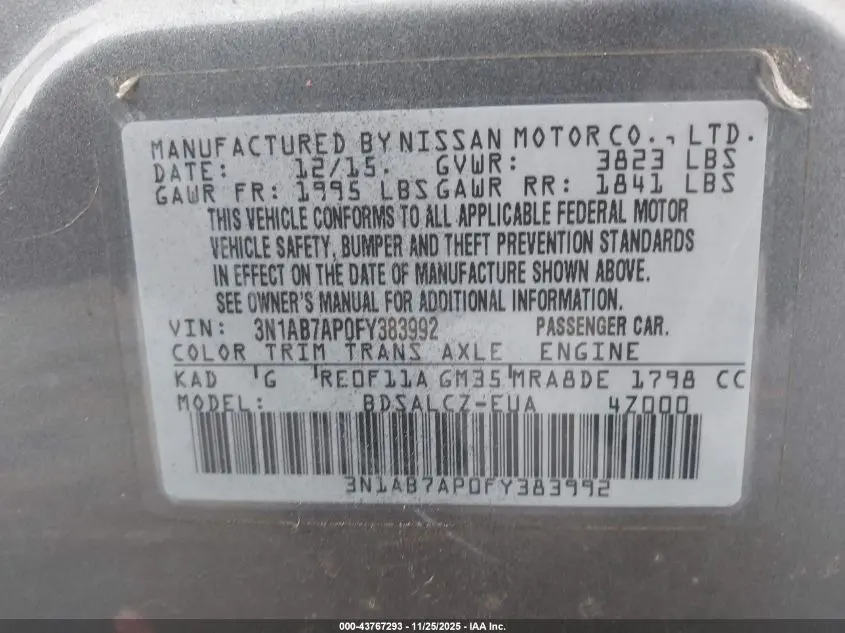 MANUFACTURED BY NISSAN MOTOR CO., LTD.
DATE: 12/15. GVWR: 3823 LBS
GAWR FR: 1995 LBS GAWR RR: 1841 LBS
THIS VEHICLE CONFORMS TO ALL APPLICABLE FEDERAL MOTOR
VEHICLE SAFETY, BUMPER AND THEFT PREVENTION STANDARDS
IN EFFECT ON THE DATE OF MANUFACTURE SHOWN ABOVE.
SEE OWNER'S MANUAL FOR ADDITIONAL INFORMATION.
VIN: 3N1AB7AP0FY383992 PASSENGER CAR.
COLOR TRIM TRANS AXLE ENGINE
KAD G RE0F11A GM35 MRA8DE 1798 CC
MODEL: BDSALCZ-EUA 4Z000
3N1AB7AP0FY383992
000-43767293 - 11/25/2025 - IAA Inc.